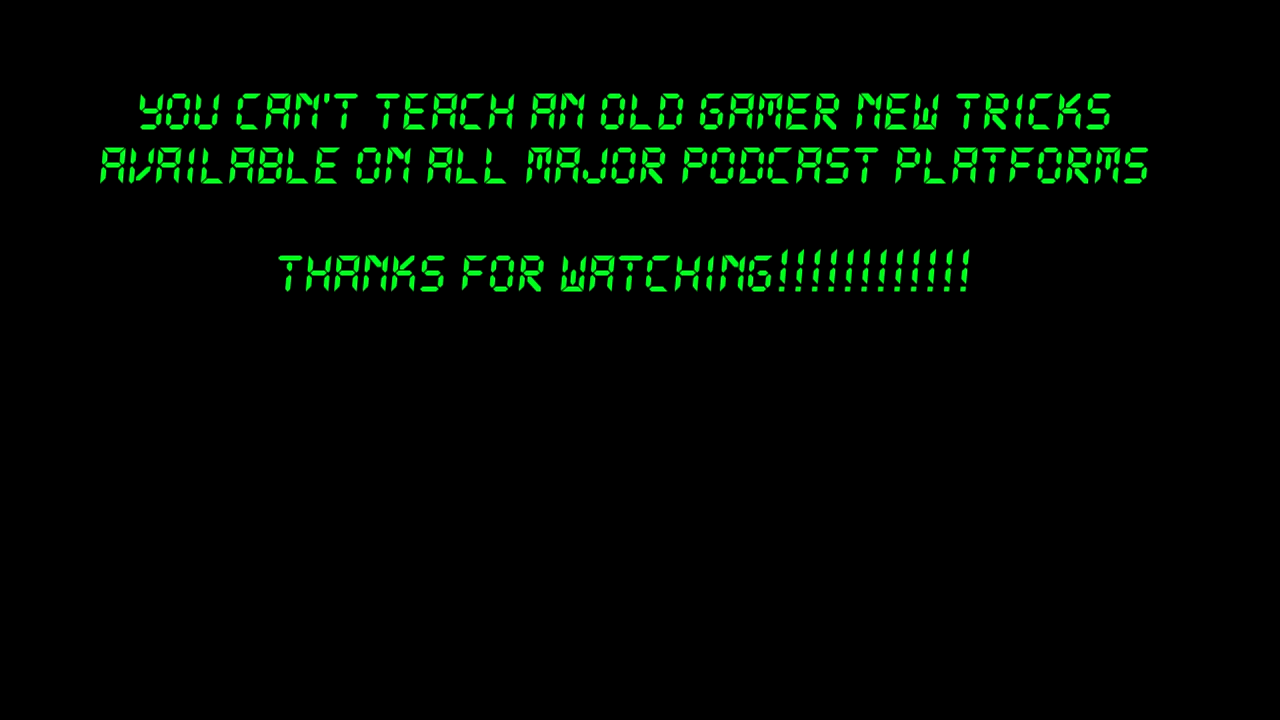 YOU CAN'T TEACH AN OLD GAMER NEW TRICKS
AVAILABLE ON ALL MAJOR PODCAST PLATFORMS
THANKS FOR WATCHING!!!!!!!!!!!!